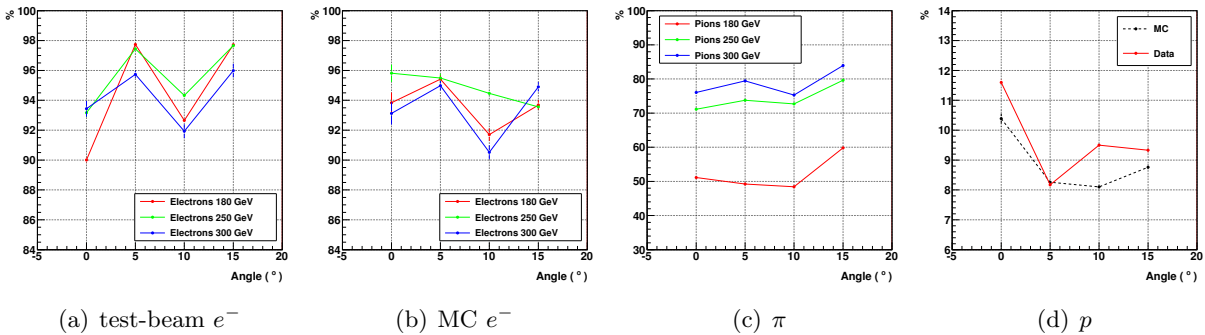 %
100
98
96
94
92
90
88
86
84
Electrons 180 GeV
Electrons 250 GeV
Electrons 300 GeV
-5 0 5 10 15 20
Angle ( ° )
(a) test-beam e⁻
%
100
98
96
94
92
90
88
86
84
Electrons 180 GeV
Electrons 250 GeV
Electrons 300 GeV
-5 0 5 10 15 20
Angle ( ° )
(b) MC e⁻
%
100
90
80
70
60
50
40
30
Pions 180 GeV
Pions 250 GeV
Pions 300 GeV
-5 0 5 10 15 20
Angle ( ° )
(c) π
%
14
13
12
11
10
9
8
7
6
MC
Data
-5 0 5 10 15 20
Angle ( ° )
(d) p